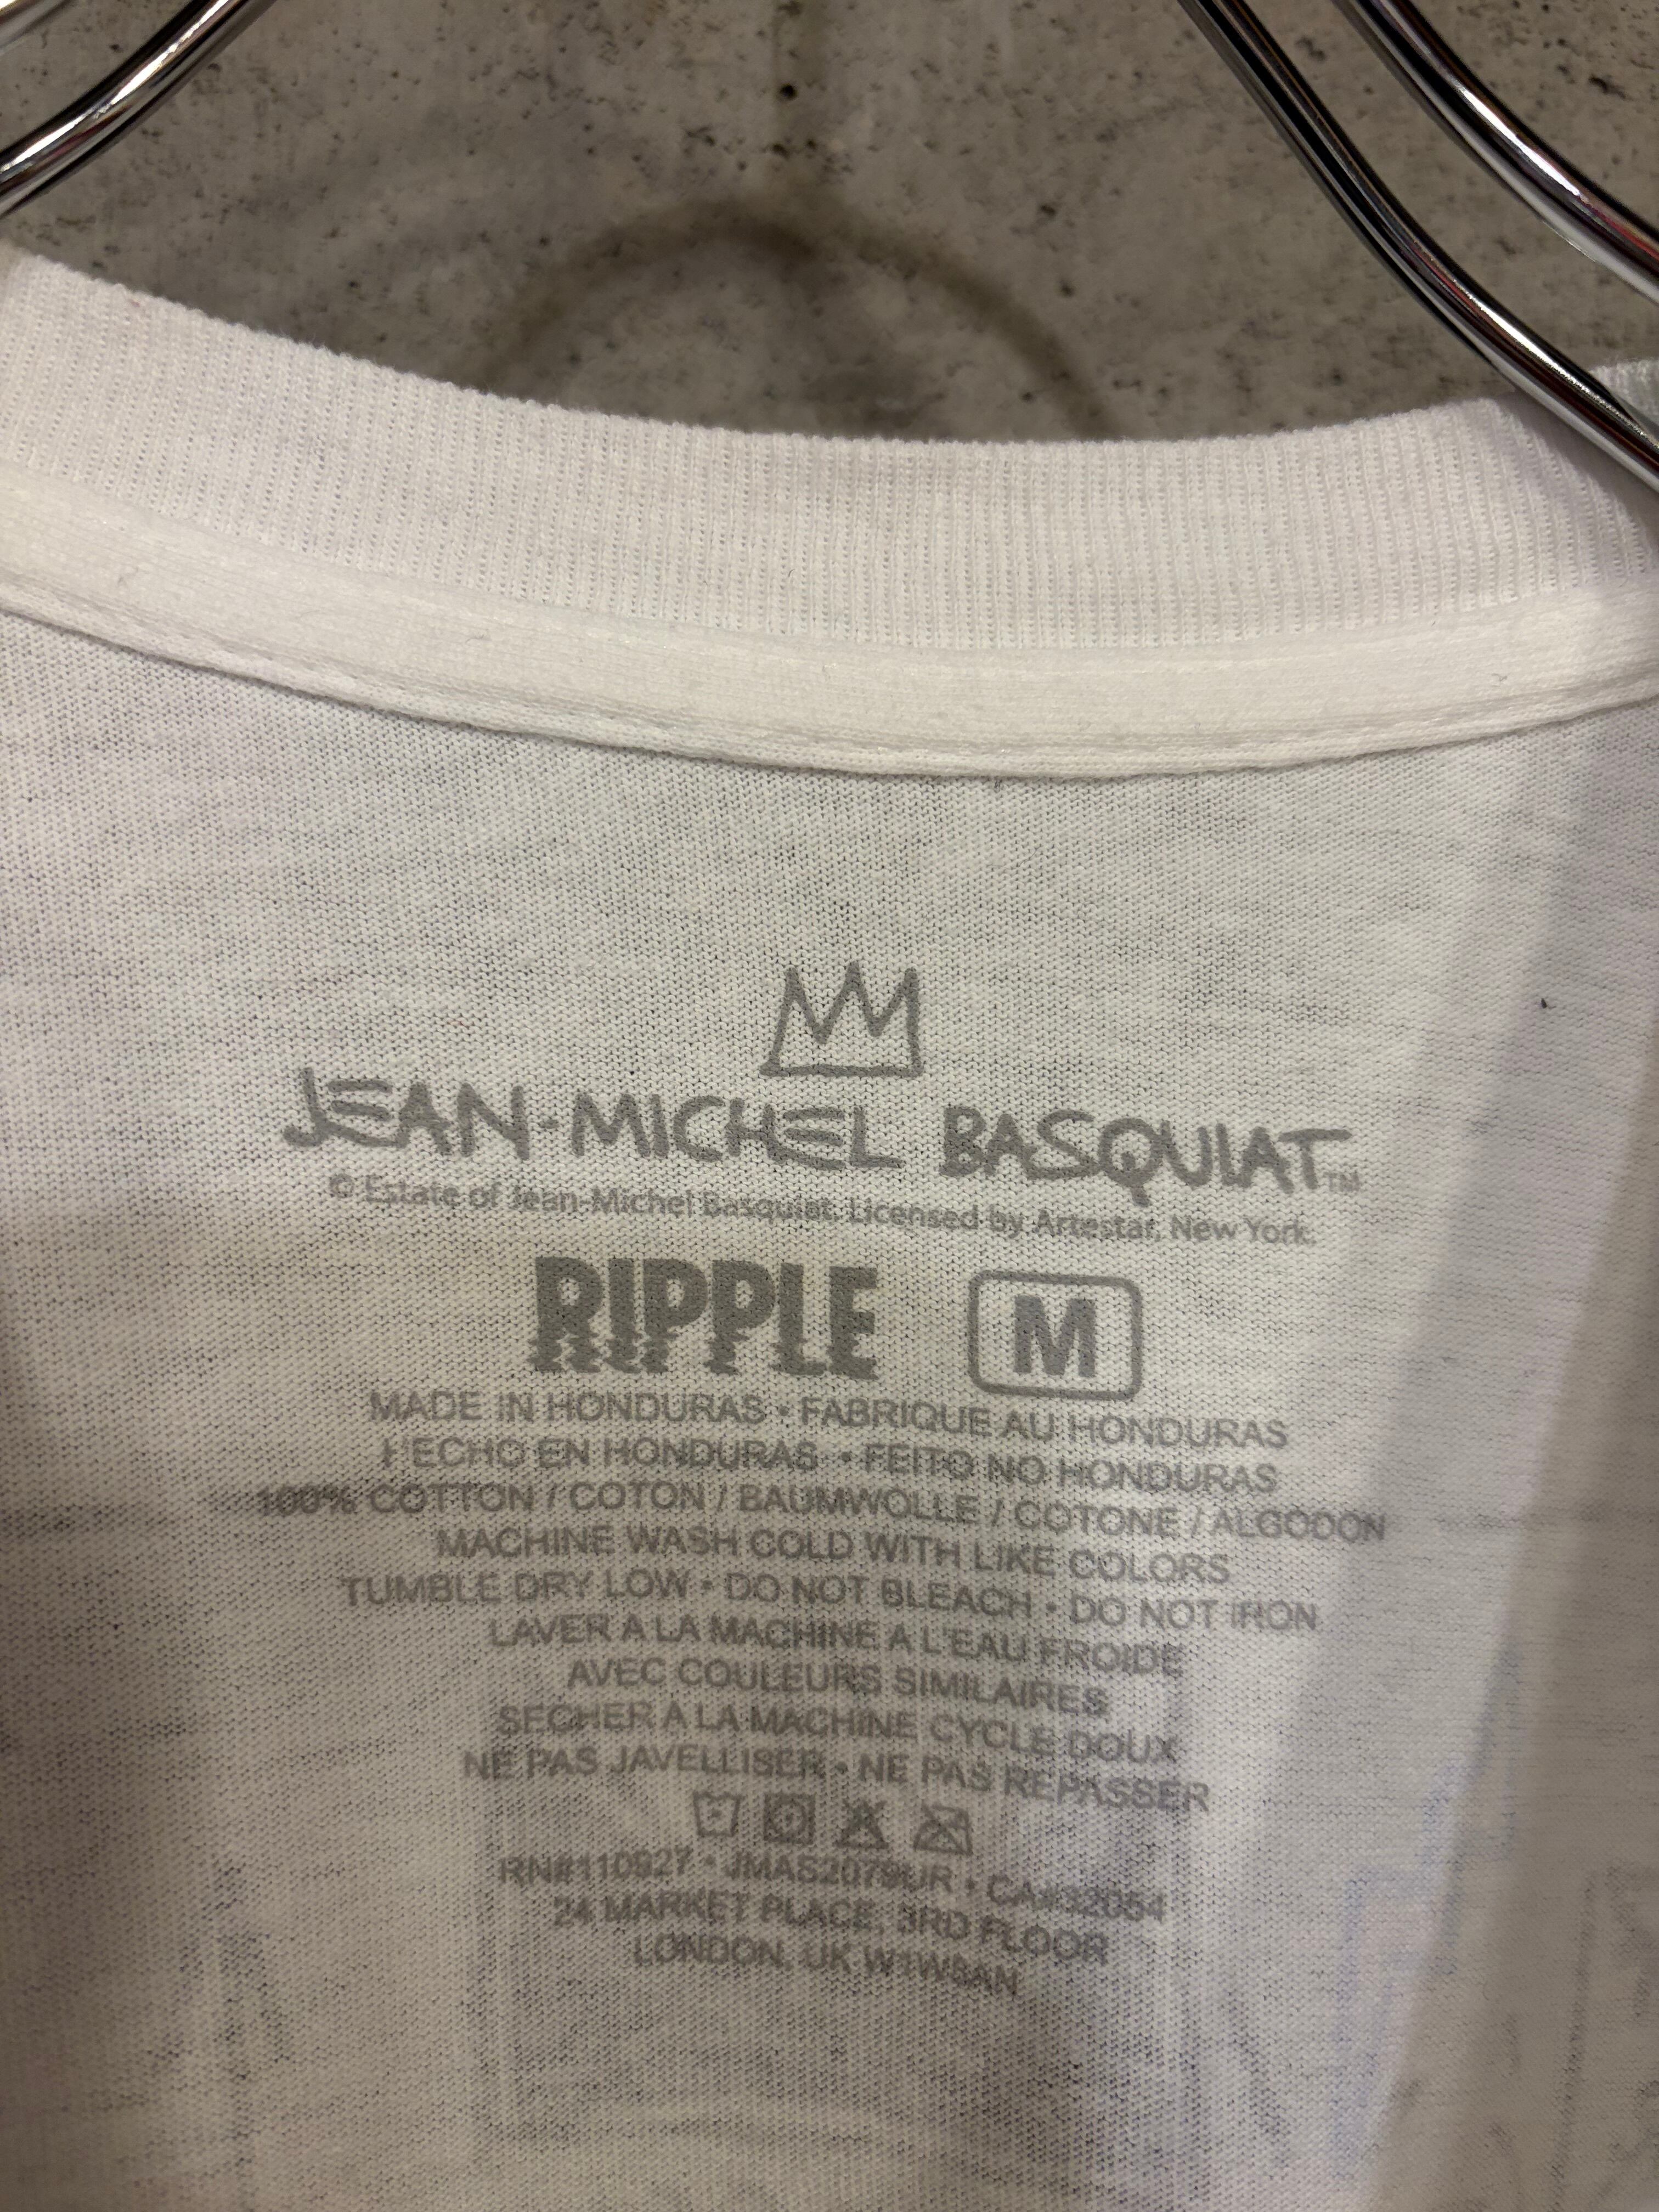 JEAN-MICHEL BASQUIAT™
© Estate of Jean-Michel Basquiat. Licensed by Artestar, New York.
RIPPLE M
MADE IN HONDURAS • FABRIQUE AU HONDURAS
HECHO EN HONDURAS • FEITO NO HONDURAS
100% COTTON / COTON / BAUMWOLLE / COTONE / ALGODON
MACHINE WASH COLD WITH LIKE COLORS
TUMBLE DRY LOW • DO NOT BLEACH • DO NOT IRON
LAVER A LA MACHINE A L'EAU FROIDE
AVEC COULEURS SIMILAIRES
SECHER A LA MACHINE CYCLE DOUX
NE PAS JAVELLISER • NE PAS REPASSER
RN#110927 • JMAS2079UR • CA#32054
24 MARKET PLACE, 3RD FLOOR
LONDON, UK W1W8AN